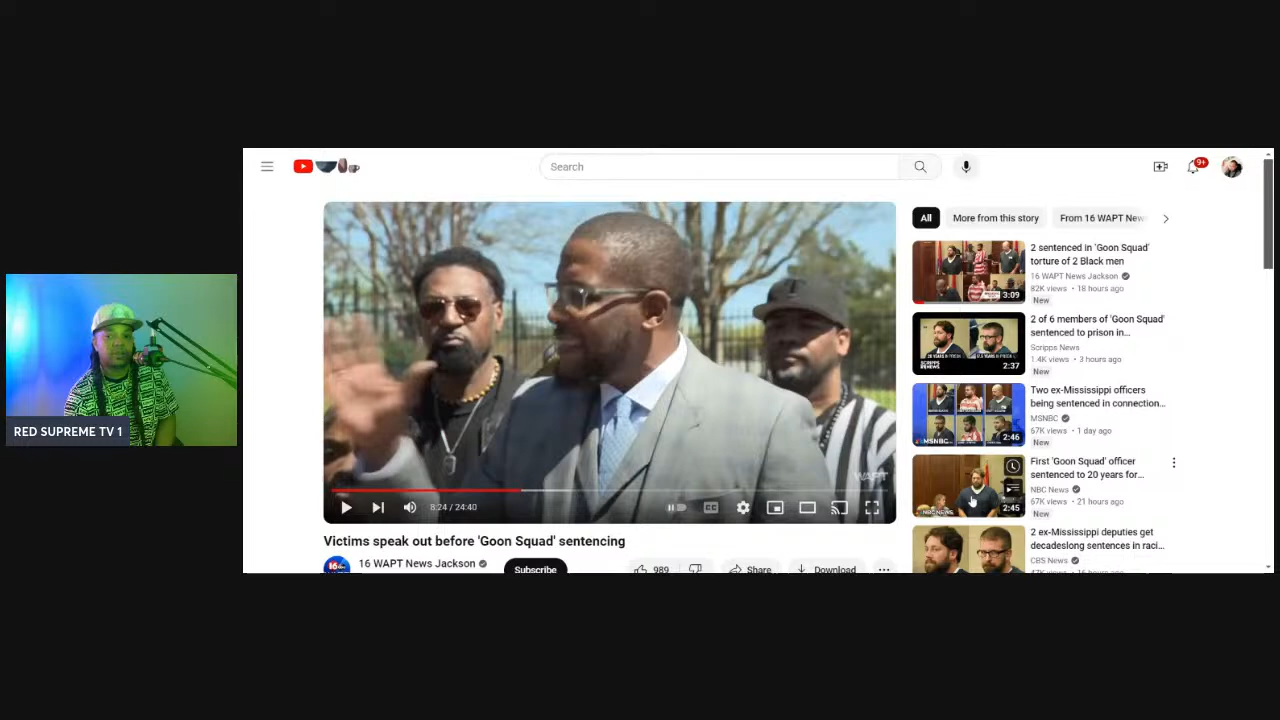 RED SUPREME TV 1
Search
9+
WAPT
8:24 / 24:40
CC
Victims speak out before 'Goon Squad' sentencing
16 WAPT News Jackson
Subscribe
989
Share
Download
All
More from this story
From 16 WAPT New
3:09
2 sentenced in 'Goon Squad'
torture of 2 Black men
16 WAPT News Jackson
82K views • 18 hours ago
New
2:37
2 of 6 members of 'Goon Squad'
sentenced to prison in...
Scripps News
1.4K views • 3 hours ago
New
MSNBC
2:46
Two ex-Mississippi officers
being sentenced in connection...
MSNBC
67K views • 1 day ago
New
NBC NEWS
2:45
First 'Goon Squad' officer
sentenced to 20 years for...
NBC News
67K views • 21 hours ago
New
2 ex-Mississippi deputies get
decadeslong sentences in raci...
CBS News